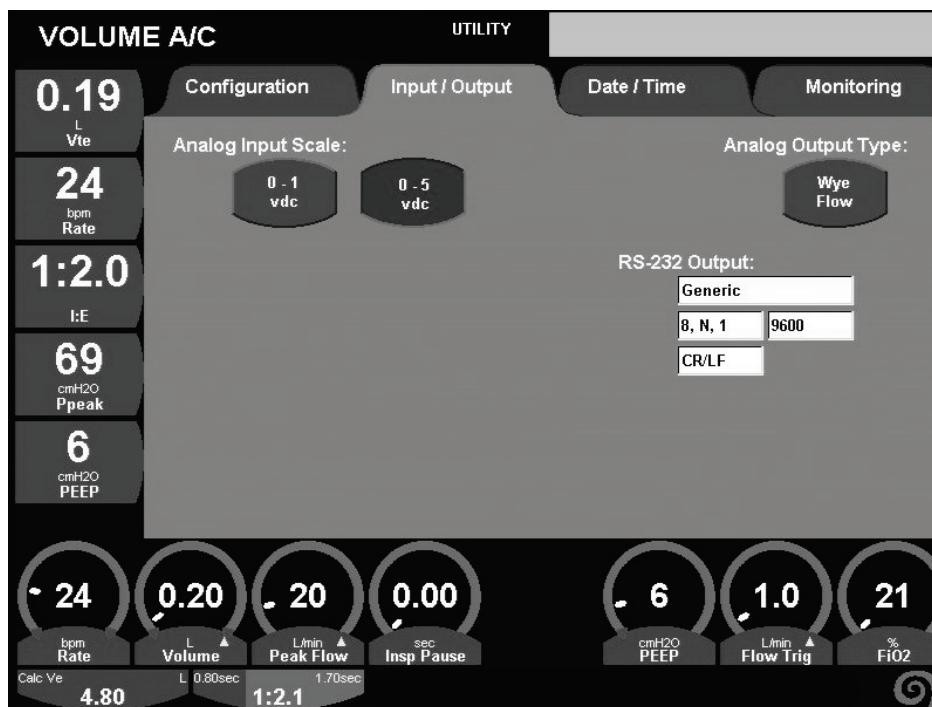 VOLUME A/C
UTILITY
Configuration
Input / Output
Date / Time
Monitoring
0.19
L
Vte
24
bpm
Rate
1:2.0
I:E
69
cmH2O
Ppeak
6
cmH2O
PEEP
Analog Input Scale:
0 - 1
vdc
0 - 5
vdc
Analog Output Type:
Wye
Flow
RS-232 Output:
Generic
8, N, 1
9600
CR/LF
24
bpm
Rate
0.20
L
Volume
20
L/min
Peak Flow
0.00
sec
Insp Pause
6
cmH2O
PEEP
1.0
L/min
Flow Trig
21
%
FiO2
Calc Ve
L
4.80
0.80sec
1.70sec
1:2.1